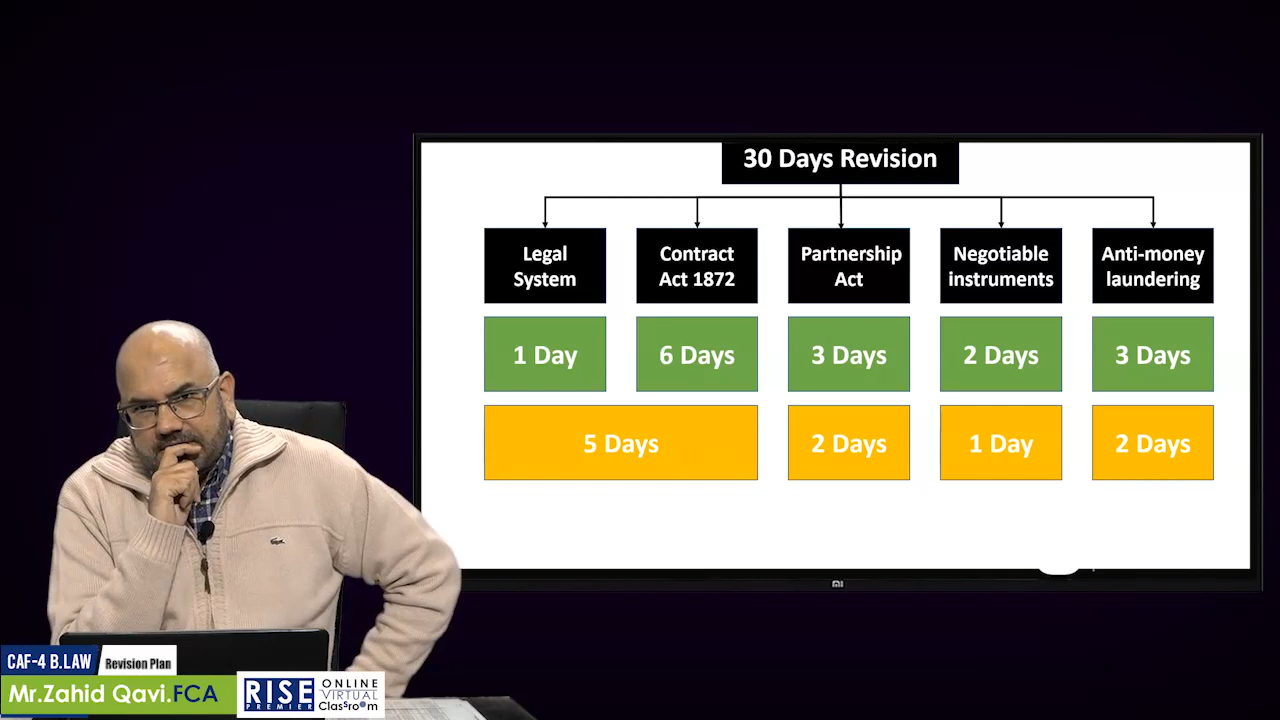 30 Days Revision
Legal
System
Contract
Act 1872
Partnership
Act
Negotiable
instruments
Anti-money
laundering
1 Day
6 Days
3 Days
2 Days
3 Days
5 Days
2 Days
1 Day
2 Days
mi
CAF-4 B.LAW
Revision Plan
Mr.Zahid Qavi.FCA
RISE
PREMIER
ONLINE
VIRTUAL
Classroom